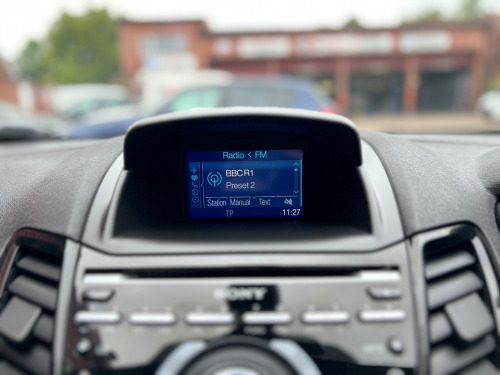 Radio < FM
BBC R1
Preset 2
Station Manual Text
TP 11:27
SONY